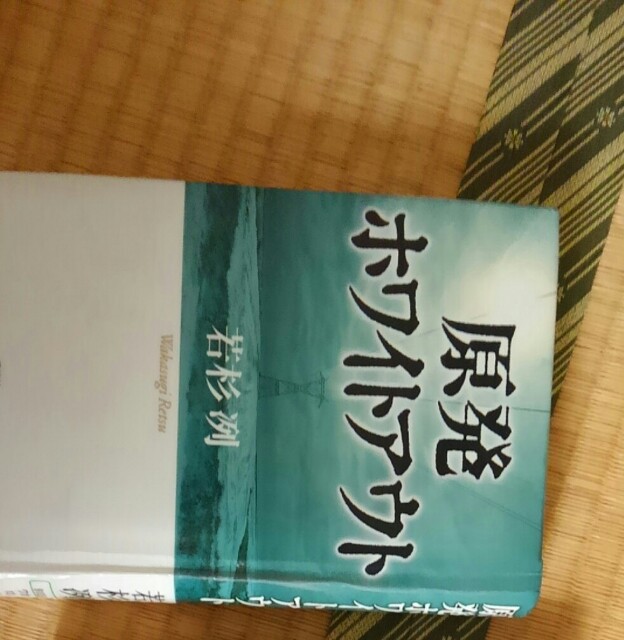 原発
ホワイトアウト
若杉 冽
Wakasugi Retsu
原発ホワイトアウト
若杉 冽